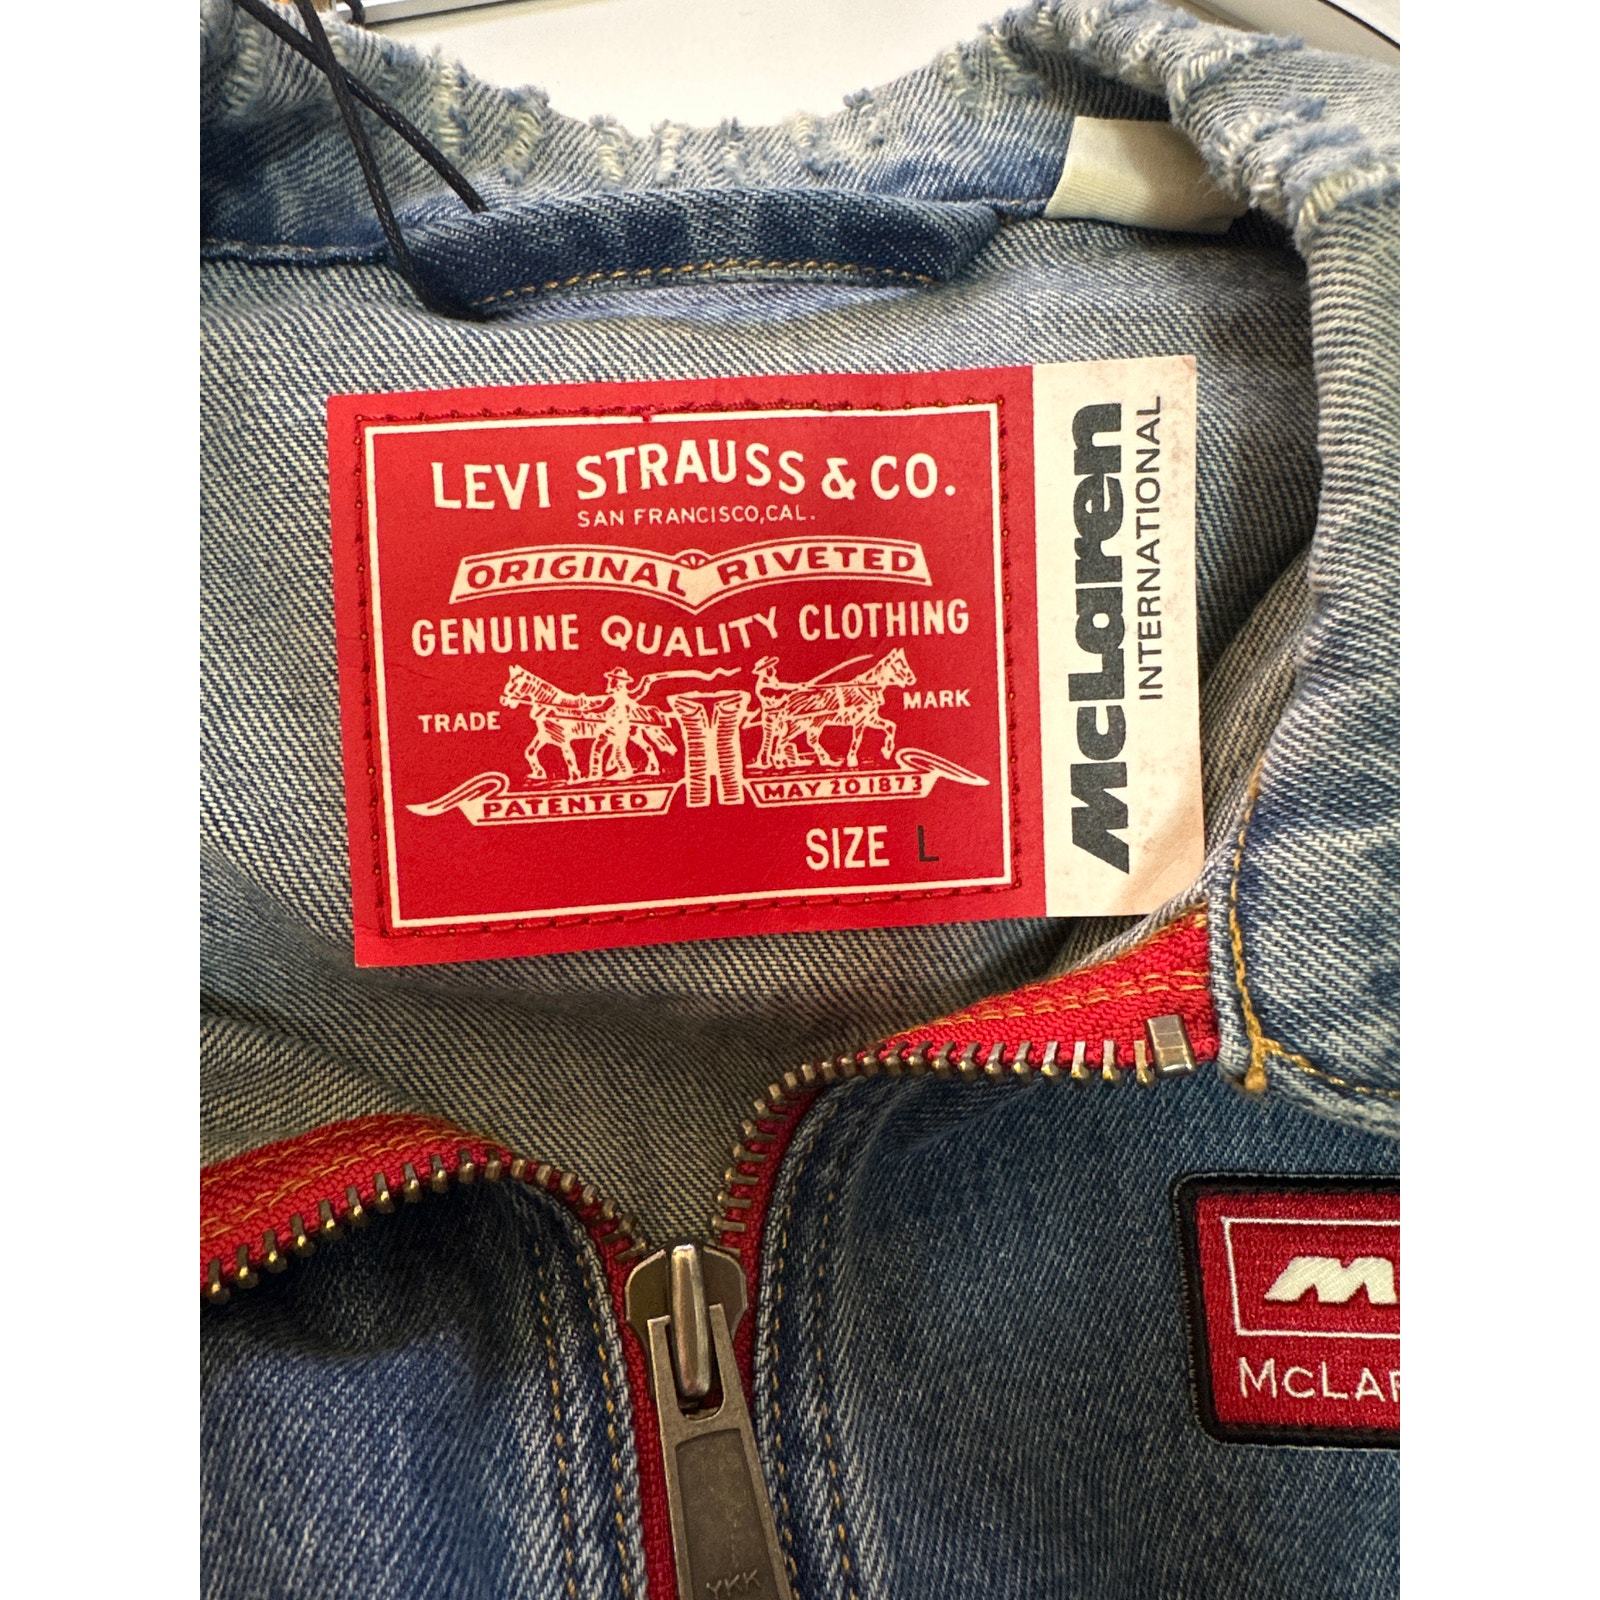 LEVI STRAUSS & CO.
SAN FRANCISCO, CAL.
ORIGINAL RIVETED
GENUINE QUALITY CLOTHING
TRADE MARK
PATENTED MAY 20 1873
SIZE L
McLaren
INTERNATIONAL
M
McLAR
YKK